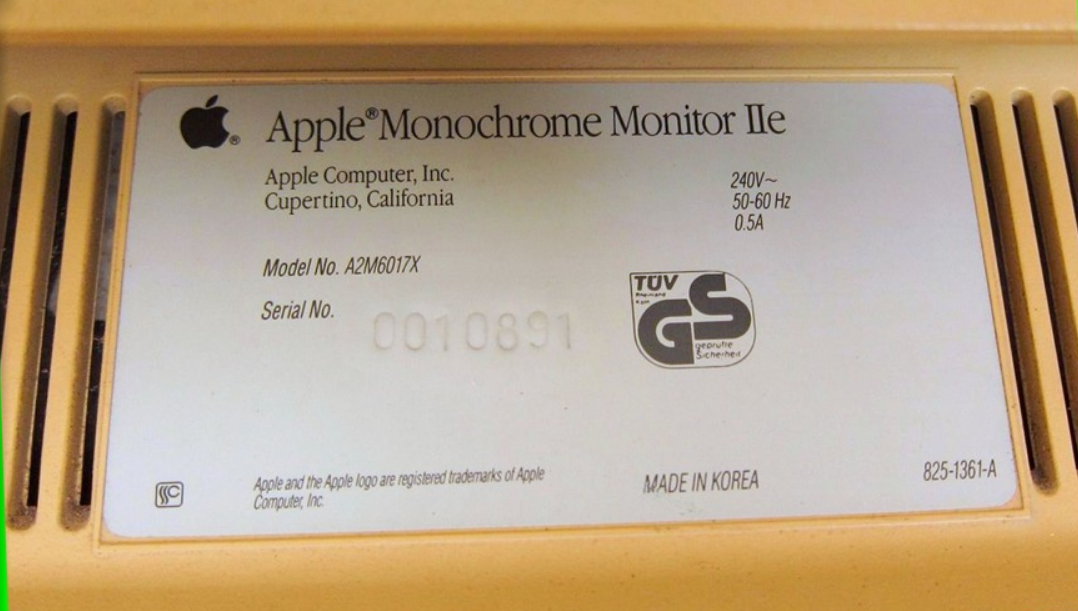 Apple®Monochrome Monitor IIe
Apple Computer, Inc.
Cupertino, California
240V~
50-60 Hz
0.5A
Model No. A2M6017X
Serial No. 0010891
TÜV
Rheinland
Köln
GS
geprüfte
Sicherheit
Apple and the Apple logo are registered trademarks of Apple
Computer, Inc.
MADE IN KOREA
825-1361-A